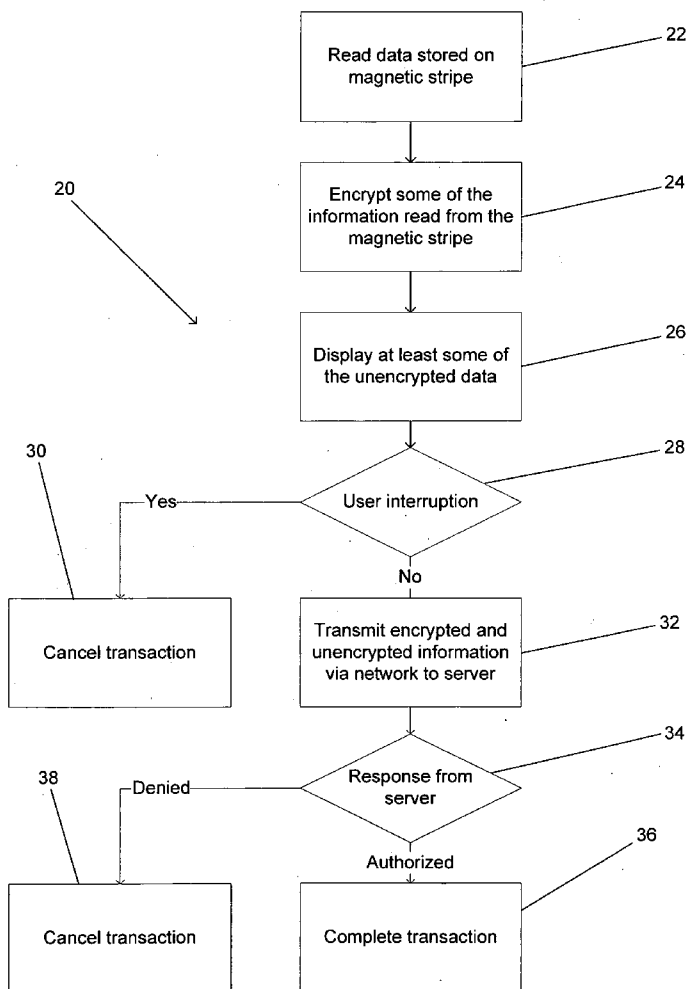 Read data stored on
magnetic stripe
22
Encrypt some of the
information read from the
magnetic stripe
24
20
Display at least some of
the unencrypted data
26
30
User interruption
28
Yes
No
Cancel transaction
Transmit encrypted and
unencrypted information
via network to server
32
38
Denied
Response from
server
34
Authorized
36
Cancel transaction
Complete transaction